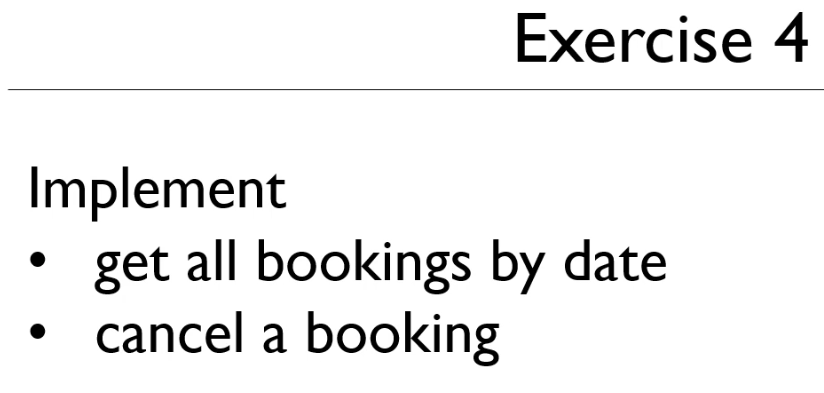 Exercise 4
Implement
• get all bookings by date
• cancel a booking